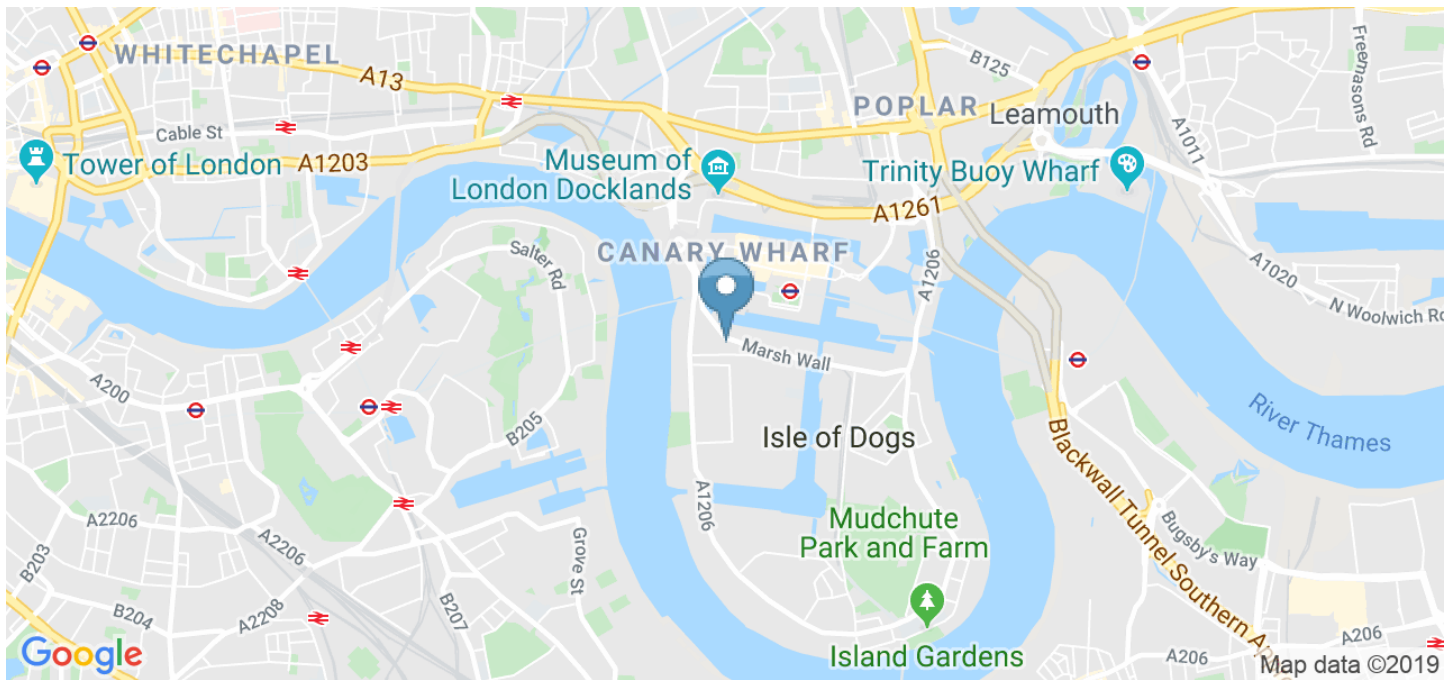 WHITECHAPEL
A13
B125
Freemasons Rd
POPLAR
Leamouth
Cable St
A1203
Tower of London
Museum of
London Docklands
Trinity Buoy Wharf
A1011
A1261
CANARY WHARF
Salter Rd
A1206
A1020
N Woolwich Rd
Marsh Wall
A200
B205
River Thames
Isle of Dogs
Blackwall Tunnel Southern Ap
A1206
Mudchute
Park and Farm
A2206
A2206
B203
Grove St
Bugsby's Way
B204
A2208
B207
A206
A206
Island Gardens
Google
Map data ©2019